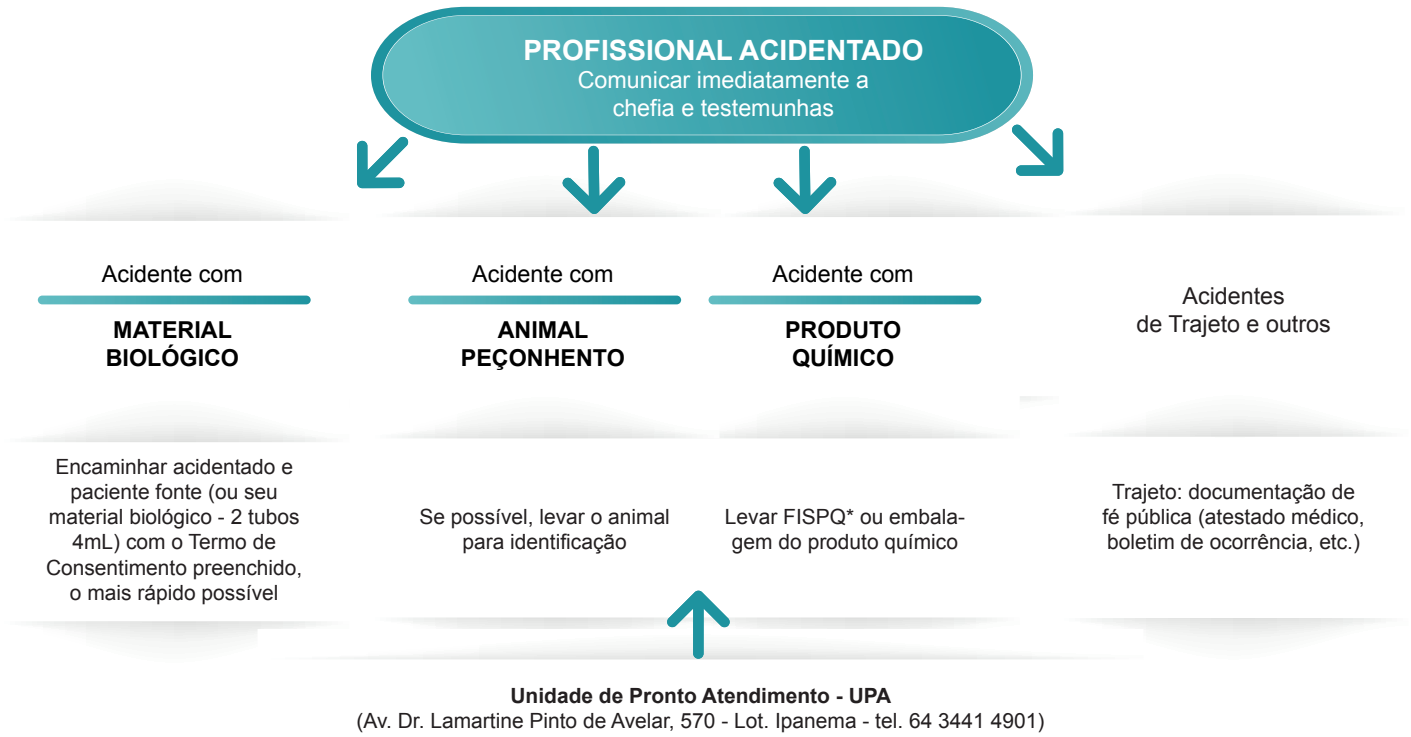 PROFISSIONAL ACIDENTADO
Comunicar imediatamente a
chefia e testemunhas
Acidente com
MATERIAL
BIOLÓGICO
Acidente com
ANIMAL
PEÇONHENTO
Acidente com
PRODUTO
QUÍMICO
Acidentes
de Trajeto e outros
Encaminhar acidentado e
paciente fonte (ou seu
material biológico - 2 tubos
4mL) com o Termo de
Consentimento preenchido,
o mais rápido possível
Se possível, levar o animal
para identificação
Levar FISPQ* ou embala-
gem do produto químico
Trajeto: documentação de
fé pública (atestado médico,
boletim de ocorrência, etc.)
Unidade de Pronto Atendimento - UPA
(Av. Dr. Lamartine Pinto de Avelar, 570 - Lot. Ipanema - tel. 64 3441 4901)